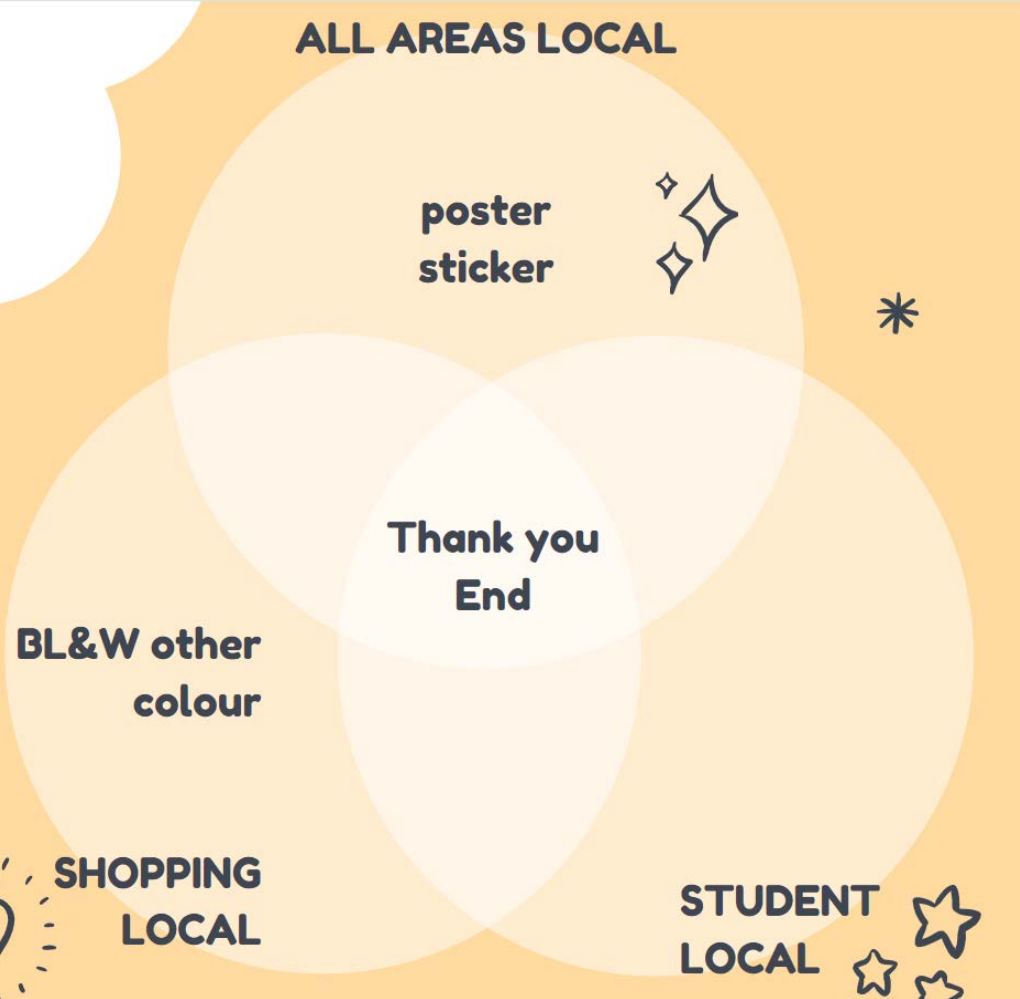 ALL AREAS LOCAL
poster
sticker
Thank you
End
BL&W other
colour
SHOPPING
LOCAL
STUDENT
LOCAL